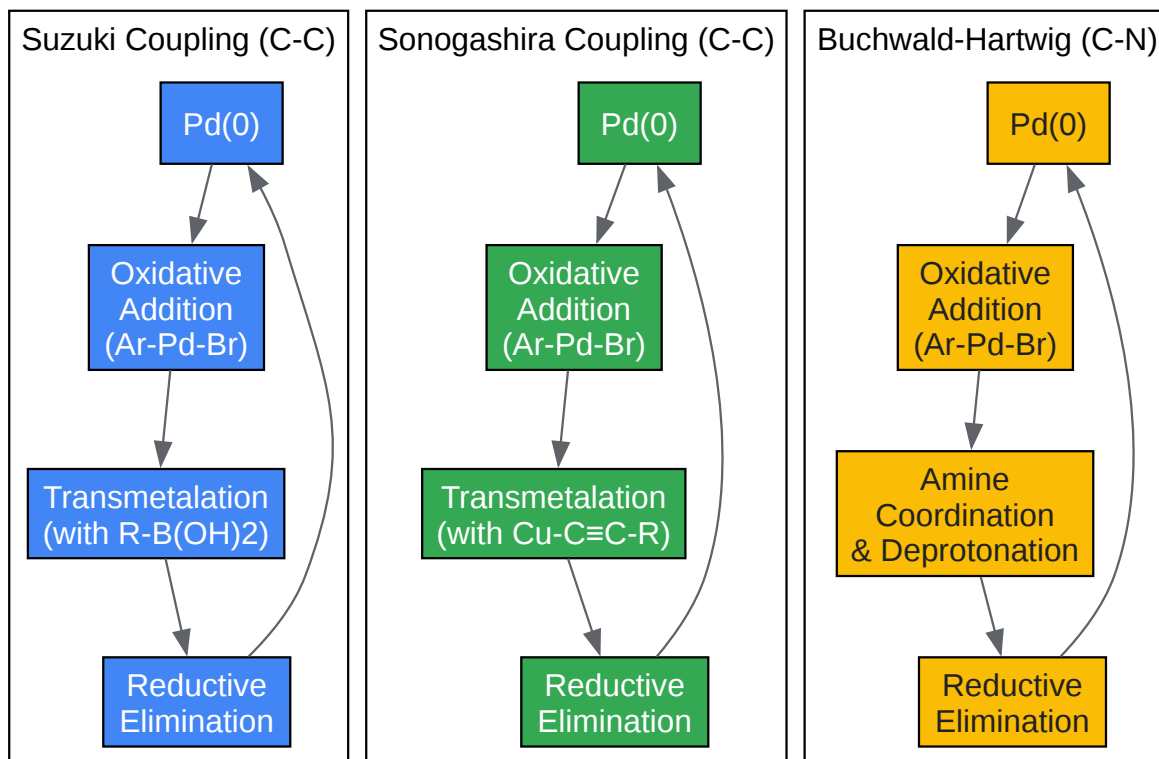 Suzuki Coupling (C-C)
Pd(0)
Oxidative
Addition
(Ar-Pd-Br)
Transmetalation
(with R-B(OH)2)
Reductive
Elimination
Sonogashira Coupling (C-C)
Pd(0)
Oxidative
Addition
(Ar-Pd-Br)
Transmetalation
(with Cu-C≡C-R)
Reductive
Elimination
Buchwald-Hartwig (C-N)
Pd(0)
Oxidative
Addition
(Ar-Pd-Br)
Amine
Coordination
& Deprotonation
Reductive
Elimination